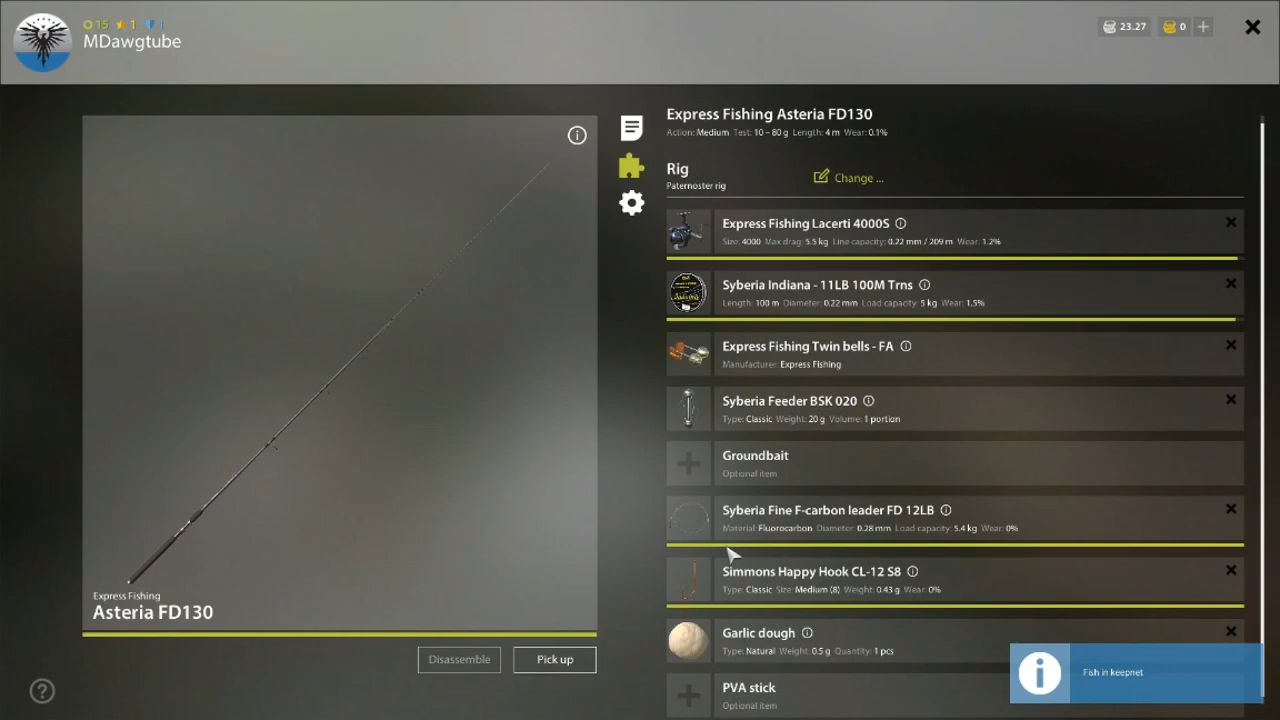 15 1 1
MDawgtube
23.27
0
Express Fishing Asteria FD130
Action: Medium Test: 10 – 80 g Length: 4 m Wear: 0.1%
Rig
Paternoster rig
Change ...
Express Fishing Lacerti 4000S
Size: 4000 Max drag: 5.5 kg Line capacity: 0.22 mm / 209 m Wear: 1.2%
Syberia Indiana - 11LB 100M Trns
Length: 100 m Diameter: 0.22 mm Load capacity: 5 kg Wear: 1.5%
Express Fishing Twin bells - FA
Manufacturer: Express Fishing
Syberia Feeder BSK 020
Type: Classic Weight: 20 g Volume: 1 portion
Groundbait
Optional item
Syberia Fine F-carbon leader FD 12LB
Material: Fluorocarbon Diameter: 0.28 mm Load capacity: 5.4 kg Wear: 0%
Simmons Happy Hook CL-12 S8
Type: Classic Size: Medium (8) Weight: 0.43 g Wear: 0%
Garlic dough
Type: Natural Weight: 0.5 g Quantity: 1 pcs
PVA stick
Optional item
Express Fishing
Asteria FD130
Disassemble
Pick up
Fish in keepnet